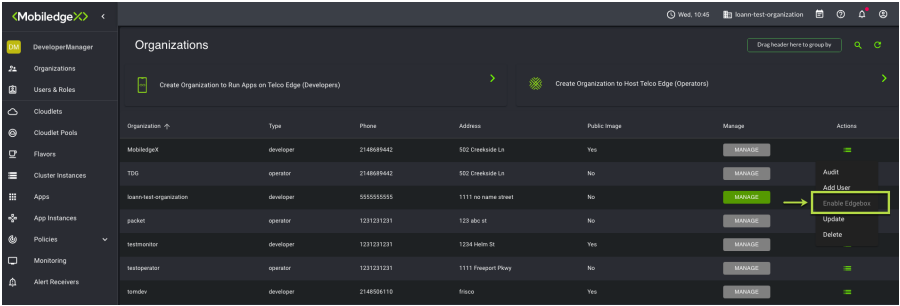 MobiledgeX
Wed, 10:45
loann-test-organization
DM DeveloperManager
Organizations
Users & Roles
Cloudlets
Cloudlet Pools
Flavors
Cluster Instances
Apps
App Instances
Policies
Monitoring
Alert Receivers
Organizations
Drag header here to group by
Create Organization to Run Apps on Telco Edge (Developers)
Create Organization to Host Telco Edge (Operators)
Organization Type Phone Address Public Image Manage Actions
MobiledgeX developer 2148689442 502 Creekside Ln Yes MANAGE
TDG operator 2148689442 502 Creekside Ln No MANAGE
loann-test-organization developer 5555555555 1111 no name street No MANAGE
packet operator 1231231231 123 abc st No MANAGE
testmonitor developer 1231231231 1234 Helm St Yes MANAGE
testoperator operator 1231231231 1111 Freeport Pkwy No MANAGE
tomdev developer 2148506110 frisco Yes MANAGE
Audit
Add User
Enable Edgebox
Update
Delete